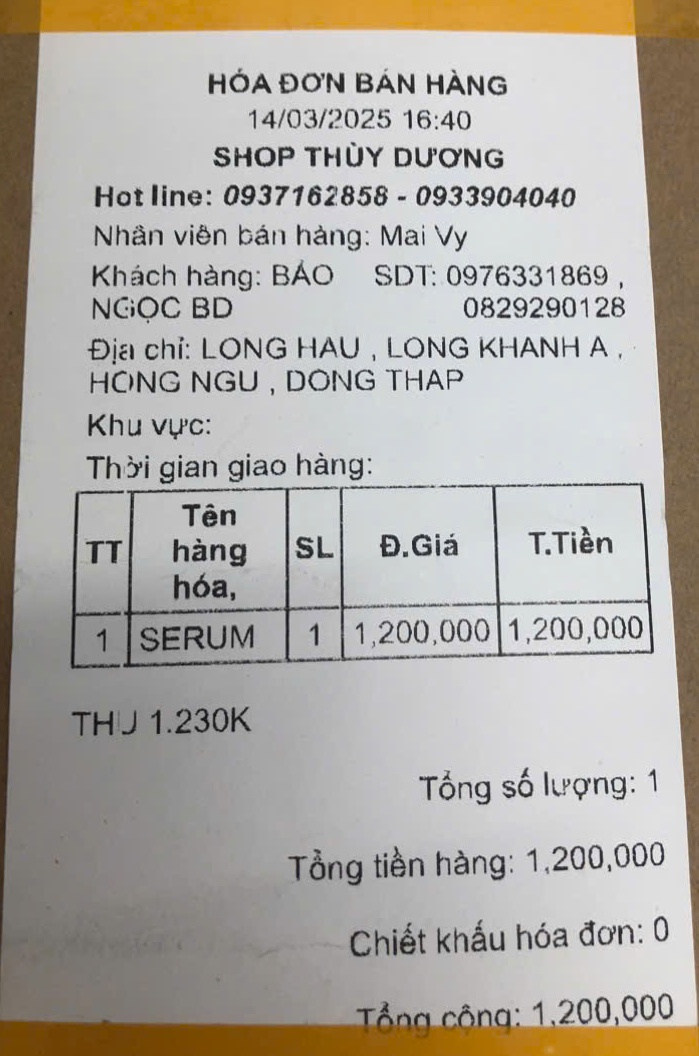 HÓA ĐƠN BÁN HÀNG
14/03/2025 16:40
SHOP THÙY DƯƠNG
Hot line: 0937162858 - 0933904040
Nhân viên bán hàng: Mai Vy
Khách hàng: BẢO SDT: 0976331869 ,
NGỌC BD 0829290128
Địa chỉ: LONG HAU , LONG KHANH A ,
HONG NGU , DONG THAP
Khu vực:
Thời gian giao hàng:
TT Tên hàng hóa, SL Đ.Giá T.Tiền
1 SERUM 1 1,200,000 1,200,000
THU 1.230K
Tổng số lượng: 1
Tổng tiền hàng: 1,200,000
Chiết khấu hóa đơn: 0
Tổng cộng: 1,200,000